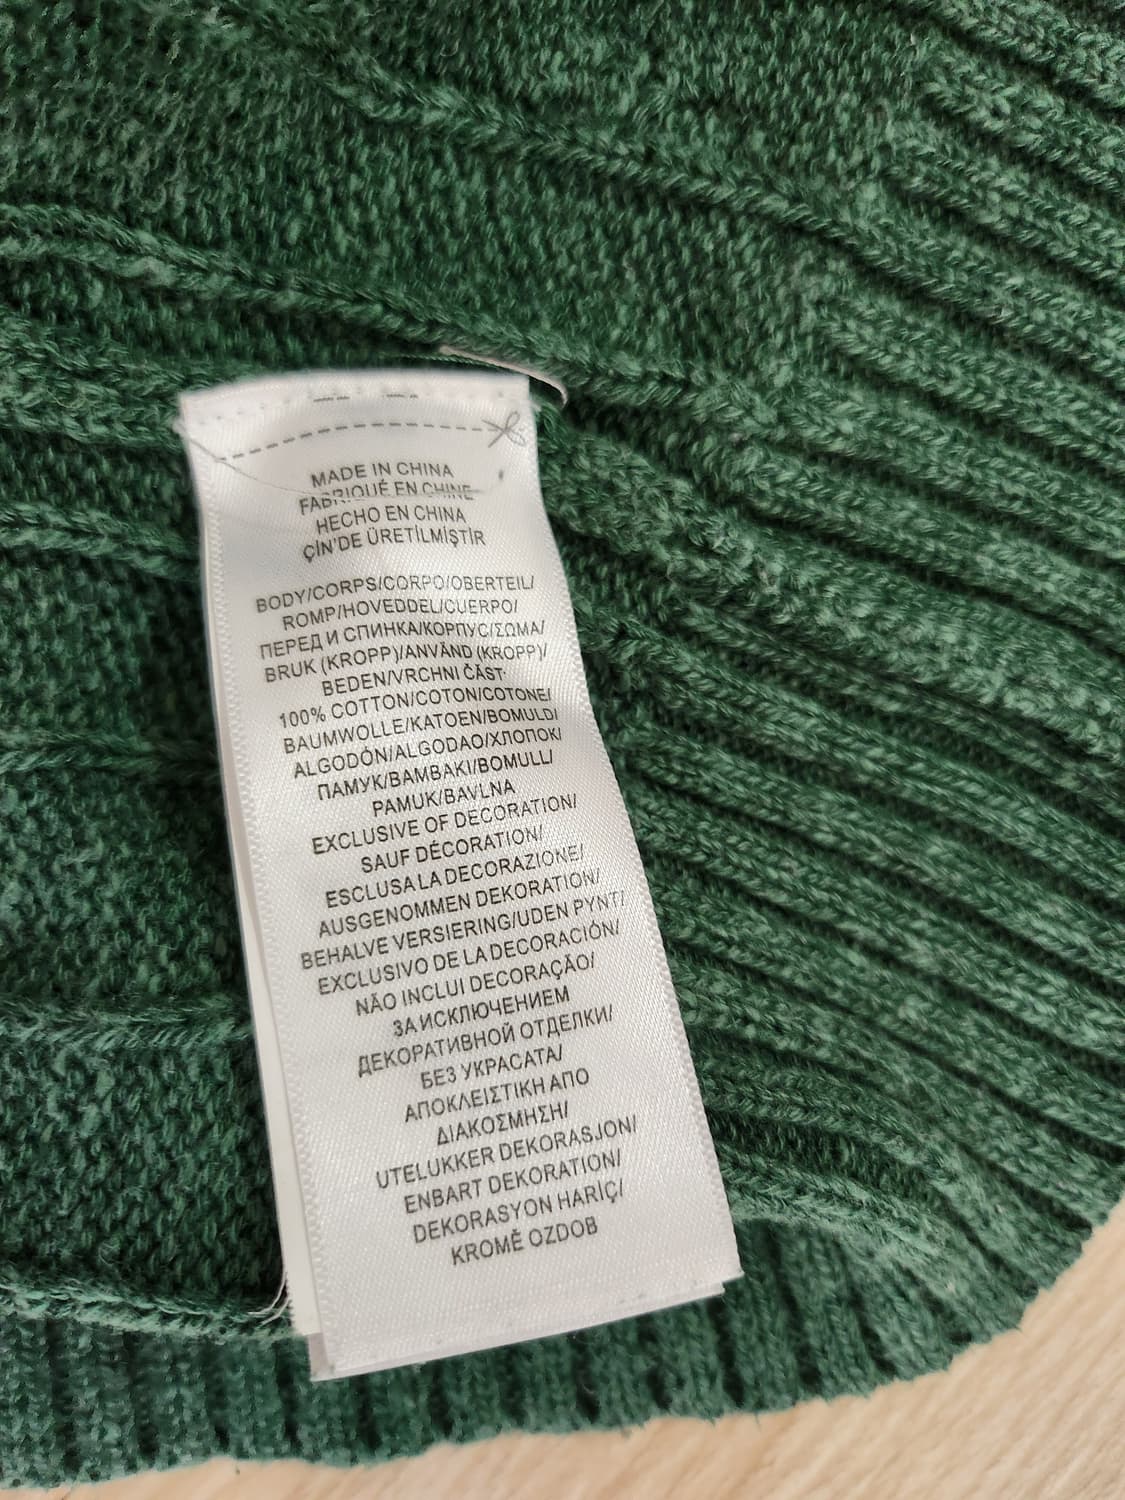 MADE IN CHINA
FABRIQUÉ EN CHINE
HECHO EN CHINA
ÇİN'DE ÜRETİLMİŞTİR
BODY/CORPS/CORPO/OBERTEIL/
ROMP/HOVEDDEL/CUERPO/
ПЕРЕД И СПИНКА/КОРПУС/ΣΩΜΑ/
BRUK (KROPP)/ANVÄND (KROPP)/
BEDEN/VRCHNI ČÁST
100% COTTON/COTON/COTONE/
BAUMWOLLE/KATOEN/BOMULD/
ALGODÓN/ALGODAO/ХЛОПОК/
ПАМУК/ΒΑΜΒΑΚΙ/BOMULL/
PAMUK/BAVLNA
EXCLUSIVE OF DECORATION/
SAUF DÉCORATION/
ESCLUSA LA DECORAZIONE/
AUSGENOMMEN DEKORATION/
BEHALVE VERSIERING/UDEN PYNT/
EXCLUSIVO DE LA DECORACIÓN/
NÃO INCLUI DECORAÇÃO/
ЗА ИСКЛЮЧЕНИЕМ
ДЕКОРАТИВНОЙ ОТДЕЛКИ/
БЕЗ УКРАСАТА/
ΑΠΟΚΛΕΙΣΤΙΚΗ ΑΠΟ
ΔΙΑΚΟΣΜΗΣΗ/
UTELUKKER DEKORASJON/
ENBART DEKORATION/
DEKORASYON HARİÇ/
KROMĚ OZDOB